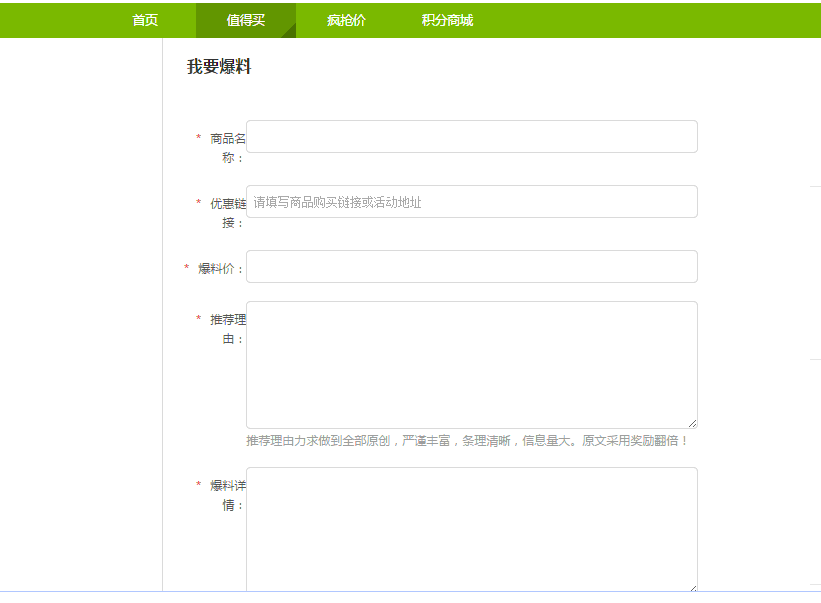 首页 值得买 疯抢价 积分商城
我要爆料
* 商品名
称：
* 优惠链 请填写商品购买链接或活动地址
接：
* 爆料价：
* 推荐理
由：
推荐理由力求做到全部原创，严谨丰富，条理清晰，信息量大。原文采用奖励翻倍！
* 爆料详
情：